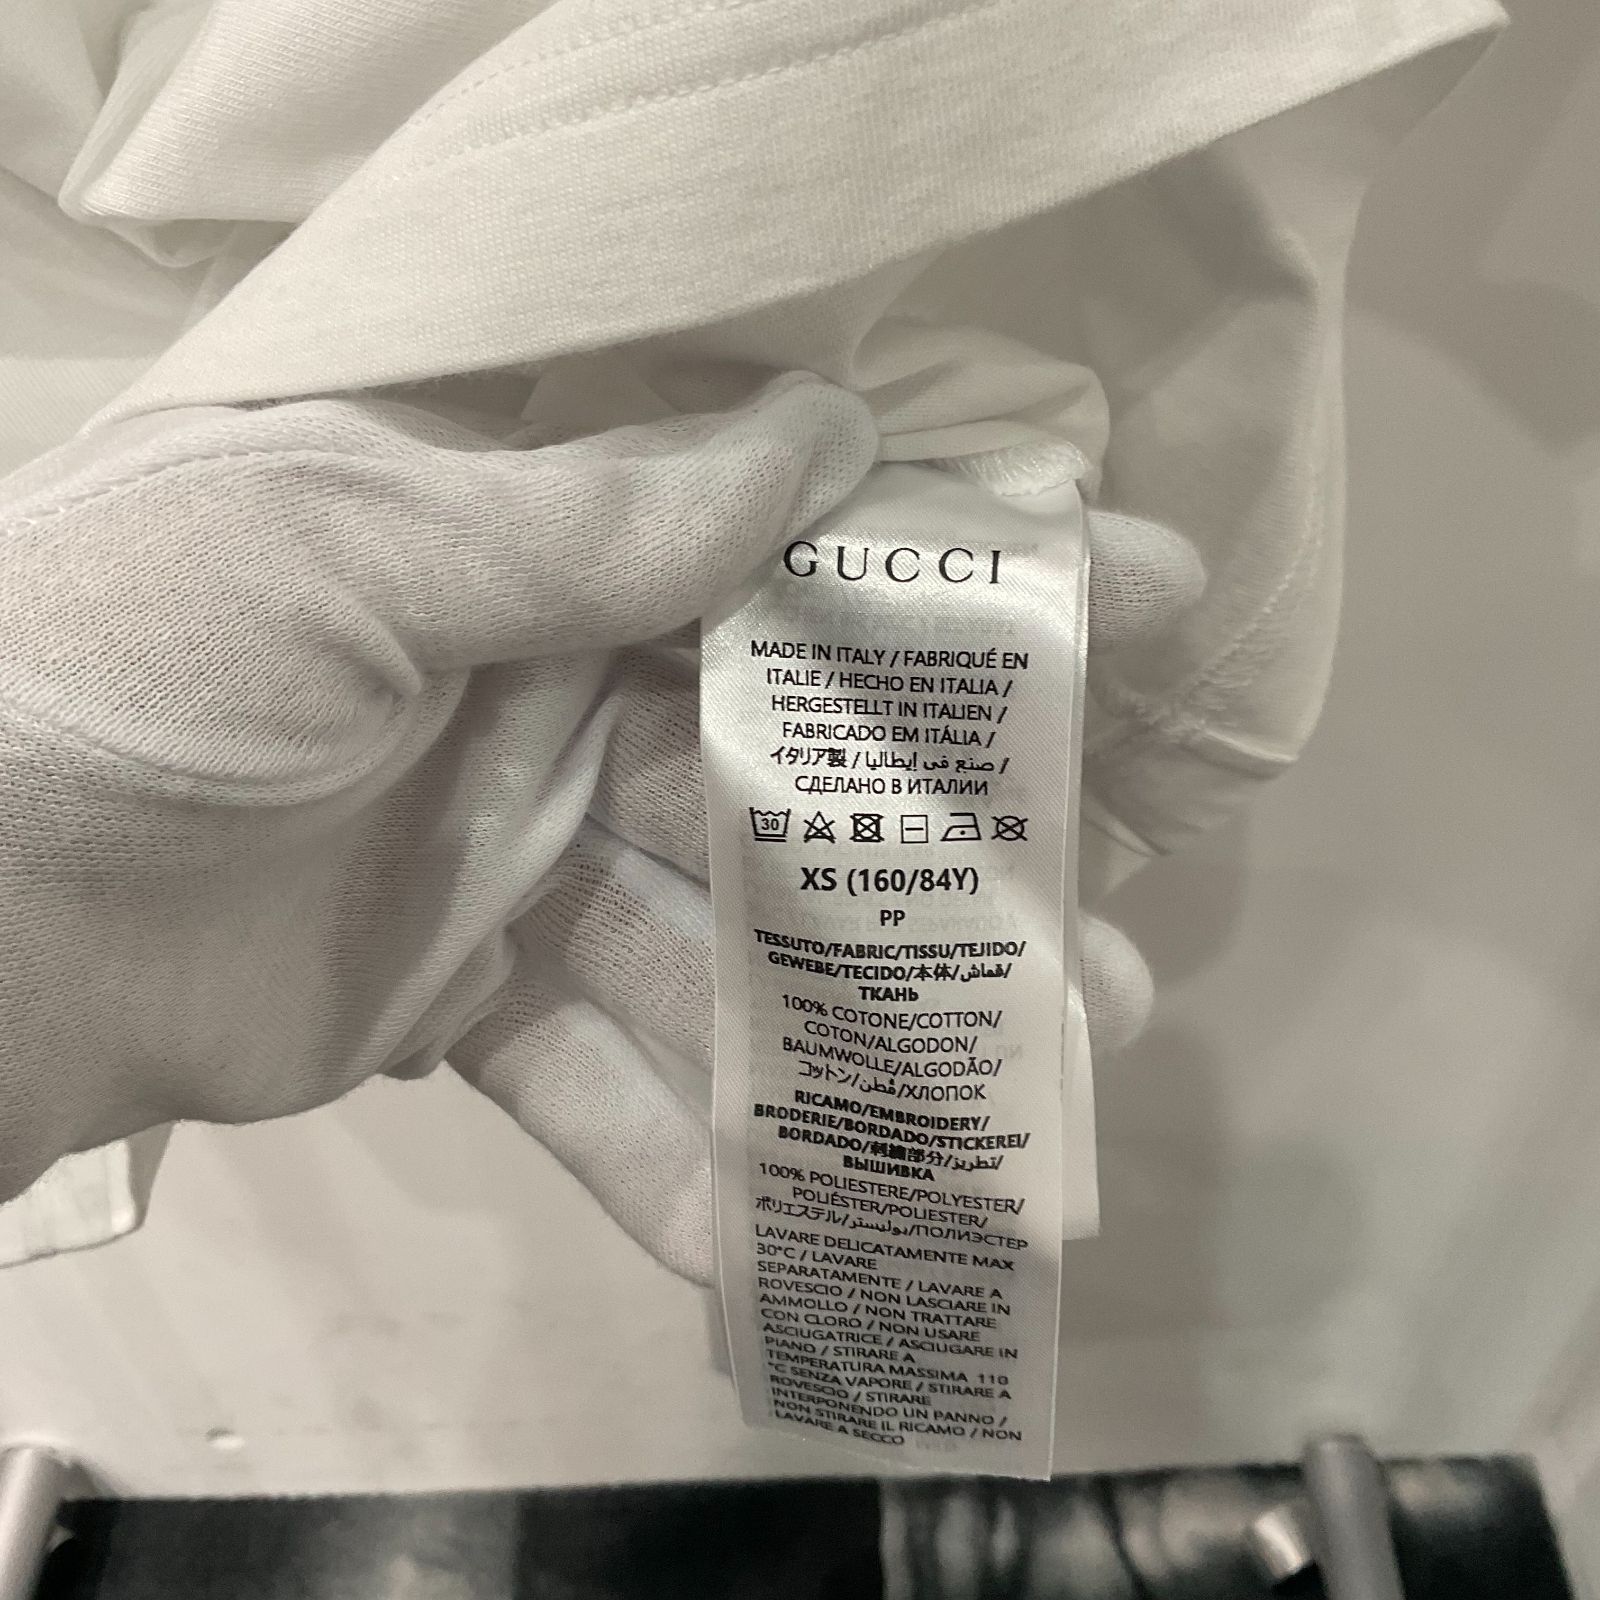 GUCCI
MADE IN ITALY / FABRIQUÉ EN
ITALIE / HECHO EN ITALIA /
HERGESTELLT IN ITALIEN /
FABRICADO EM ITÁLIA /
イタリア製 / صنع في إيطاليا /
СДЕЛАНО В ИТАЛИИ
30
XS (160/84Y)
PP
TESSUTO/FABRIC/TISSU/TEJIDO/
GEWEBE/TECIDO/本体/قماش/
ТКАНЬ
100% COTONE/COTTON/
COTON/ALGODON/
BAUMWOLLE/ALGODÃO/
コットン/قطن/ХЛОПОК
RICAMO/EMBROIDERY/
BRODERIE/BORDADO/STICKEREI/
BORDADO/刺繍部分/تطريز/
ВЫШИВКА
100% POLIESTERE/POLYESTER/
POLIÉSTER/POLIESTER/
ポリエステル/بوليستر/ПОЛИЭСТЕР
LAVARE DELICATAMENTE MAX
30°C / LAVARE
SEPARATAMENTE / LAVARE A
ROVESCIO / NON LASCIARE IN
AMMOLLO / NON TRATTARE
CON CLORO / NON USARE
ASCIUGATRICE / ASCIUGARE IN
PIANO / STIRARE A
TEMPERATURA MASSIMA 110
°C SENZA VAPORE / STIRARE A
ROVESCIO / STIRARE
INTERPONENDO UN PANNO /
NON STIRARE IL RICAMO / NON
LAVARE A SECCO